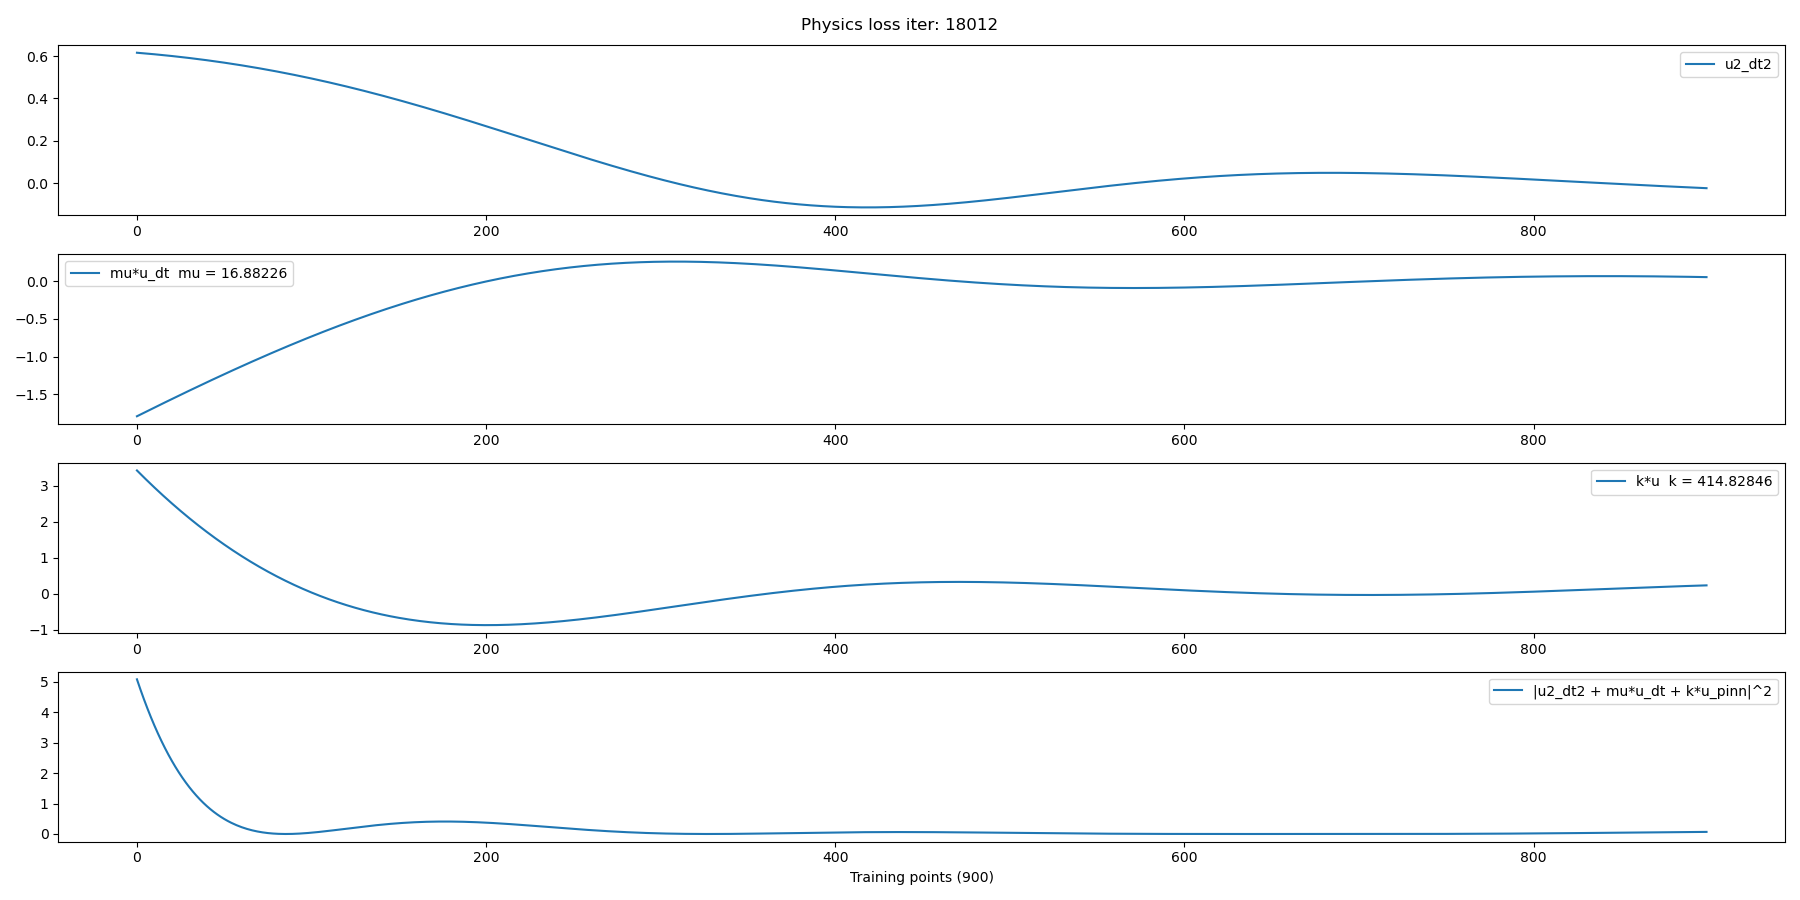 Physics loss iter: 18012
0.6
0.4
0.2
0.0
u2_dt2
0 200 400 600 800
0.0
−0.5
−1.0
−1.5
mu*u_dt  mu = 16.88226
0 200 400 600 800
3
2
1
0
−1
k*u  k = 414.82846
0 200 400 600 800
5
4
3
2
1
0
|u2_dt2 + mu*u_dt + k*u_pinn|^2
0 200 400 600 800
Training points (900)